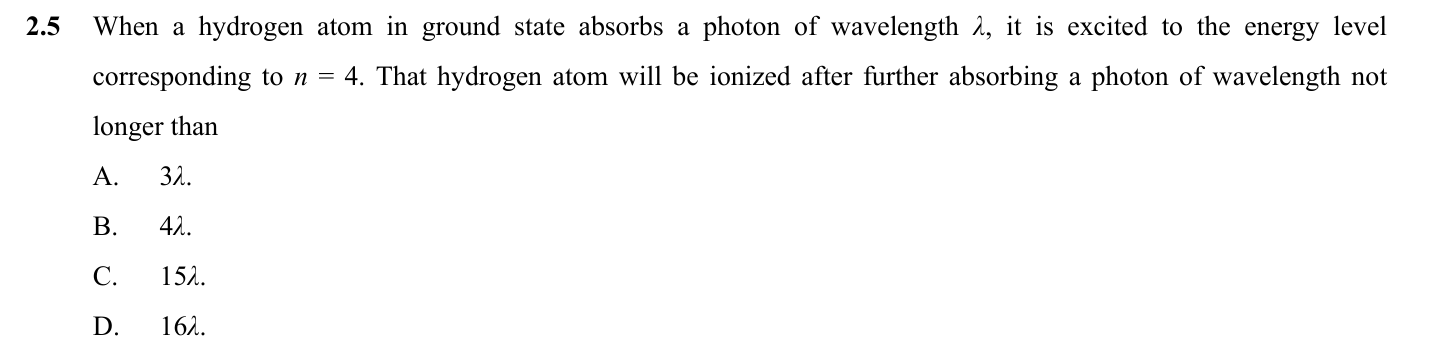 2.5 When a hydrogen atom in ground state absorbs a photon of wavelength λ, it is excited to the energy level
corresponding to n = 4. That hydrogen atom will be ionized after further absorbing a photon of wavelength not
longer than
A. 3λ.
B. 4λ.
C. 15λ.
D. 16λ.